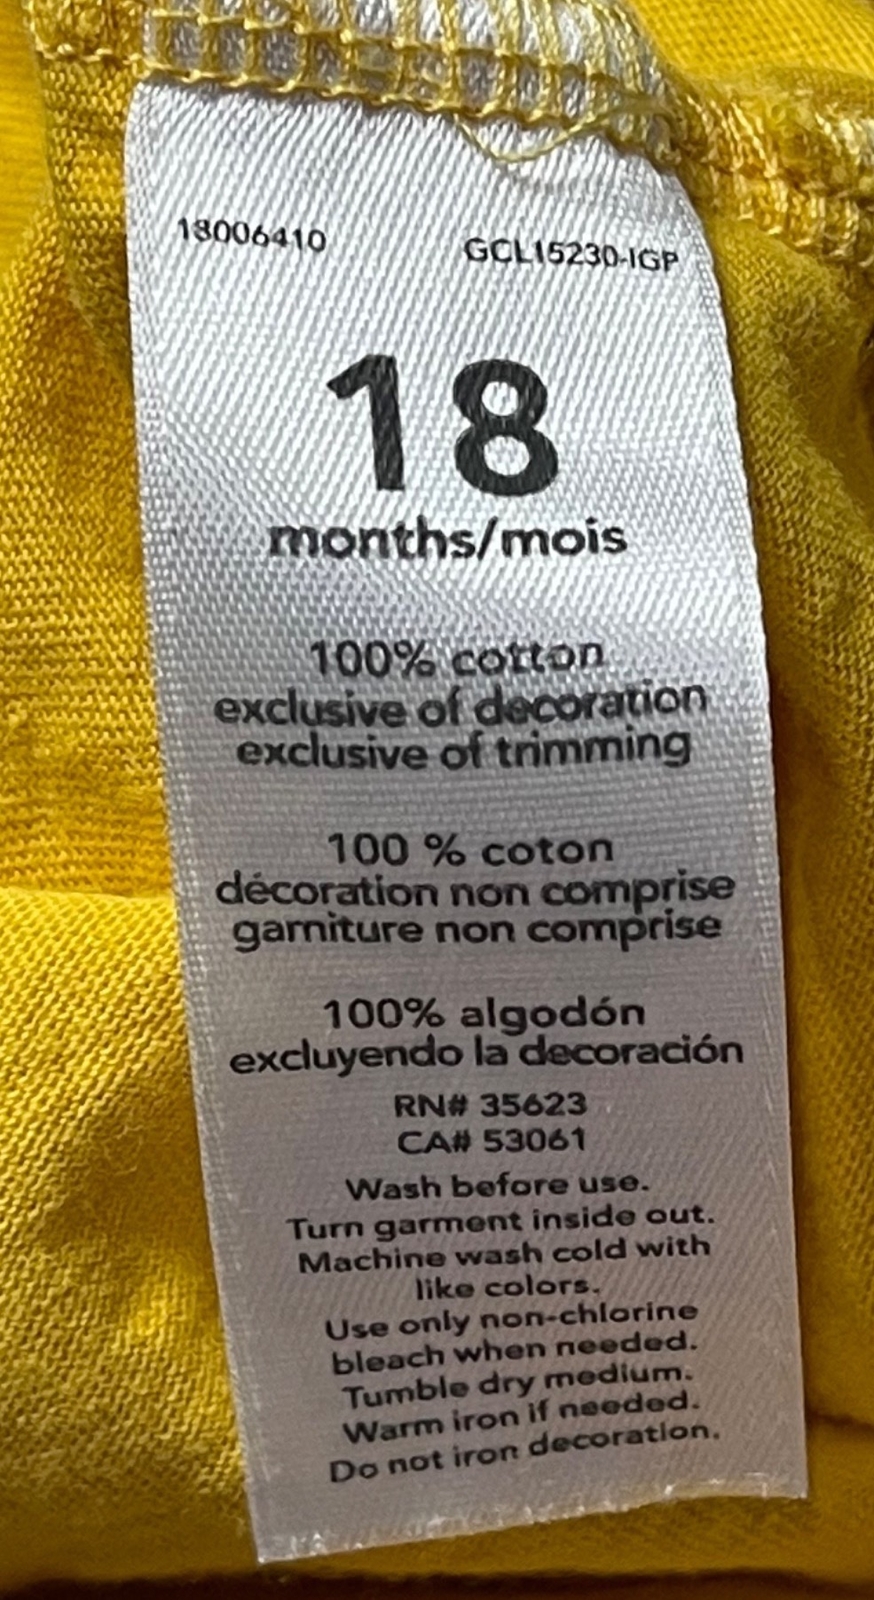 18006410 GCL15230-IGP
18
months/mois
100% cotton
exclusive of decoration
exclusive of trimming
100 % coton
décoration non comprise
garniture non comprise
100% algodón
excluyendo la decoración
RN# 35623
CA# 53061
Wash before use.
Turn garment inside out.
Machine wash cold with
like colors.
Use only non-chlorine
bleach when needed.
Tumble dry medium.
Warm iron if needed.
Do not iron decoration.